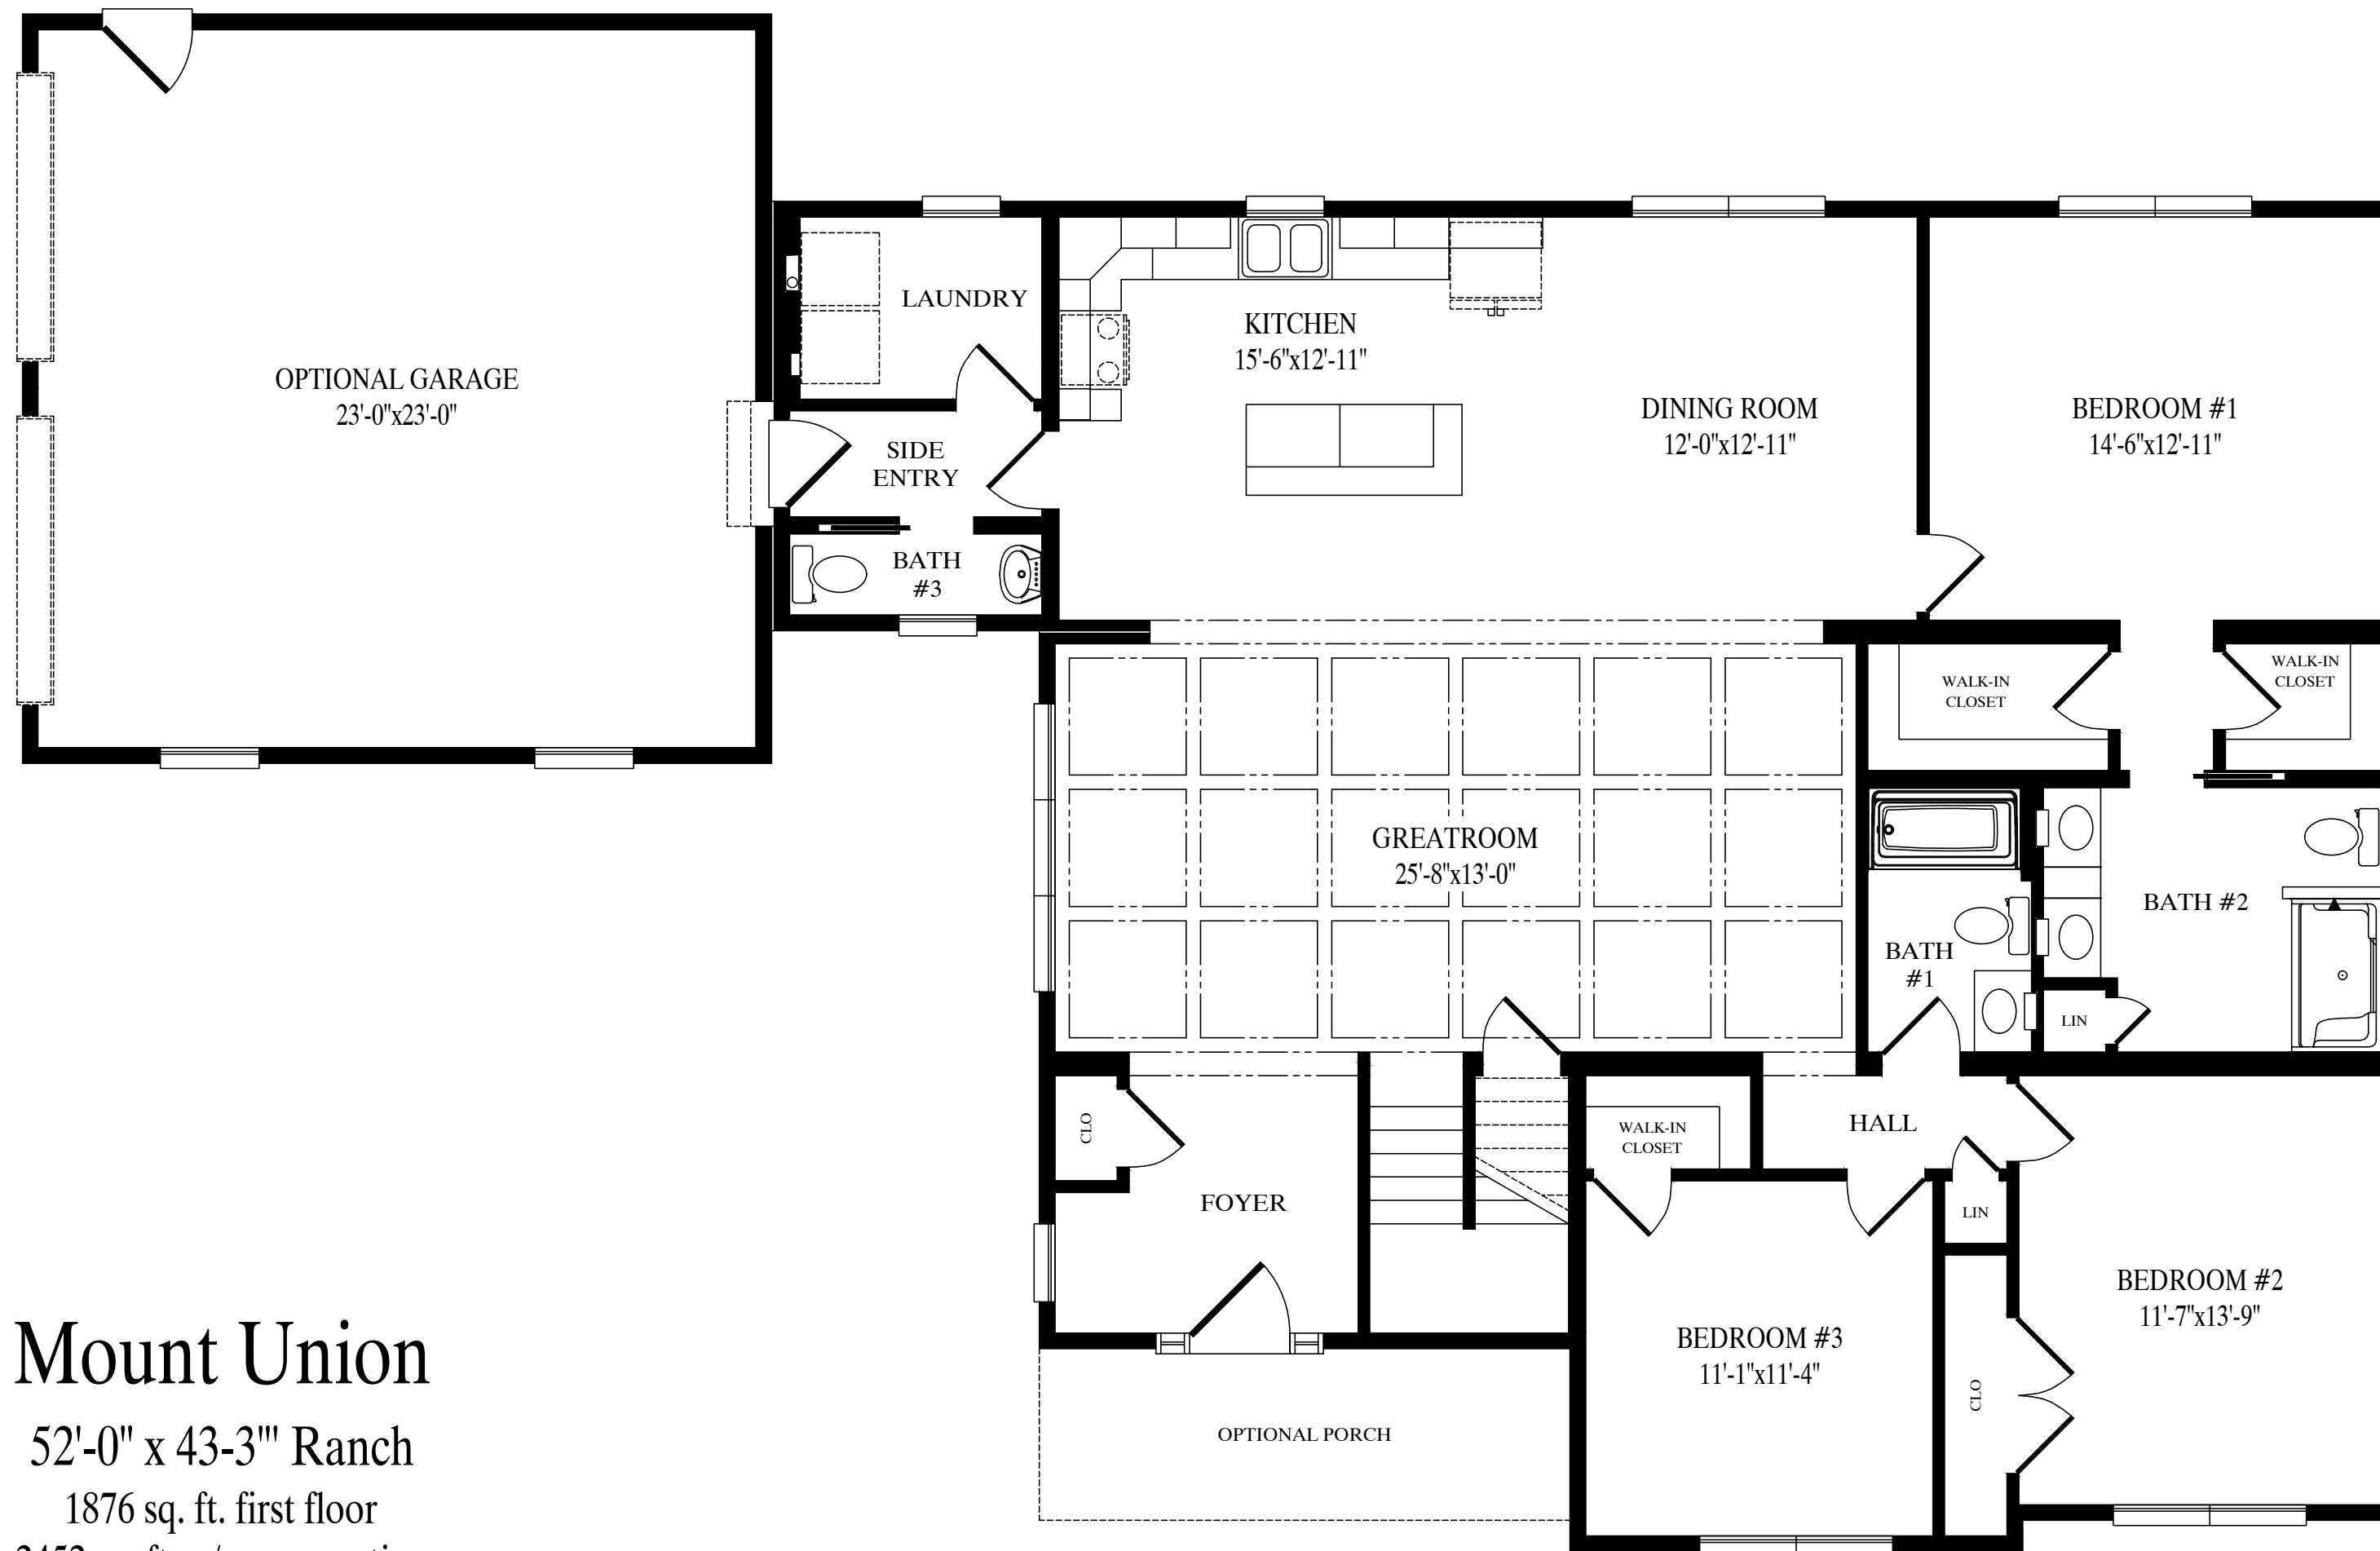 OPTIONAL GARAGE
23'-0"x23'-0"
LAUNDRY
SIDE
ENTRY
BATH
#3
KITCHEN
15'-6"x12'-11"
DINING ROOM
12'-0"x12'-11"
BEDROOM #1
14'-6"x12'-11"
WALK-IN
CLOSET
WALK-IN
CLOSET
GREATROOM
25'-8"x13'-0"
BATH
#1
BATH #2
LIN
CLO
FOYER
WALK-IN
CLOSET
HALL
LIN
BEDROOM #3
11'-1"x11'-4"
CLO
BEDROOM #2
11'-7"x13'-9"
OPTIONAL PORCH
Mount Union
52'-0" x 43-3'" Ranch
1876 sq. ft. first floor